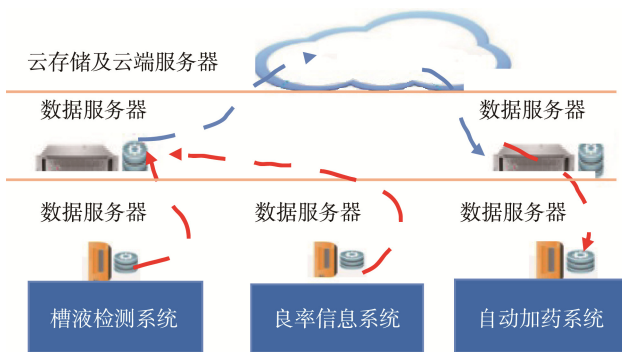 云存储及云端服务器
数据服务器
数据服务器
数据服务器
数据服务器
数据服务器
槽液检测系统
良率信息系统
自动加药系统